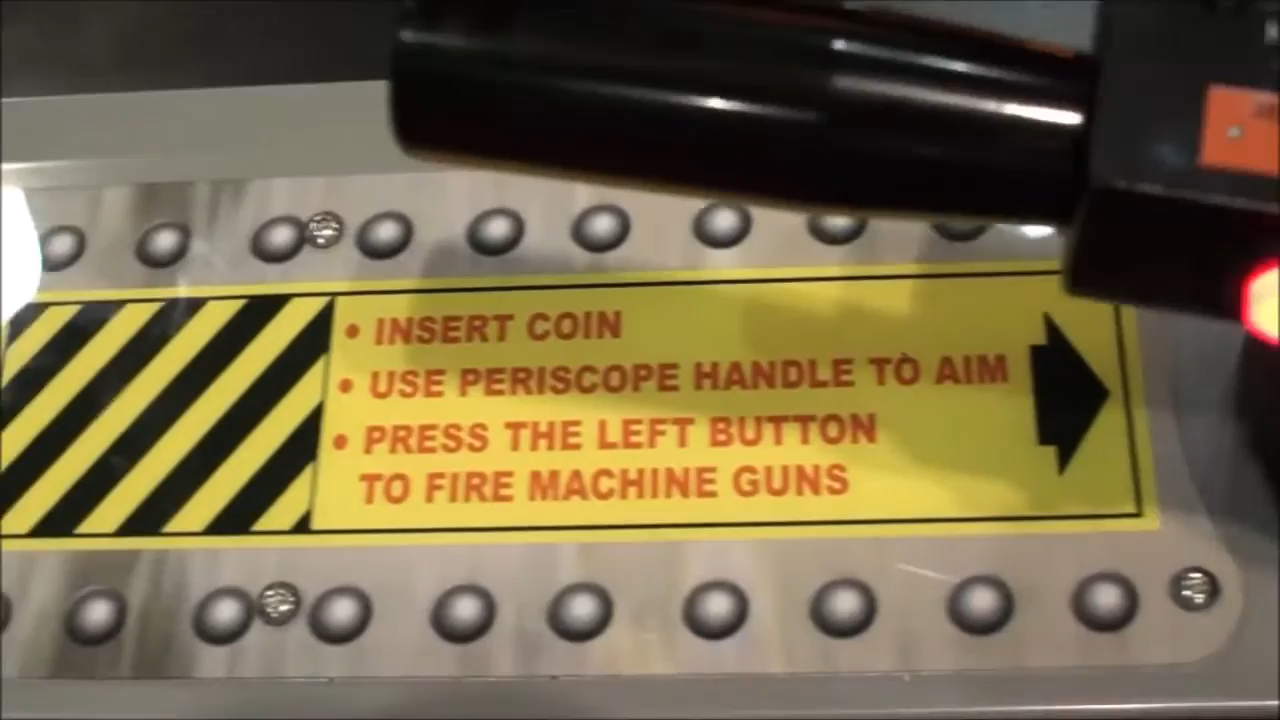 • INSERT COIN
• USE PERISCOPE HANDLE TO AIM
• PRESS THE LEFT BUTTON
TO FIRE MACHINE GUNS